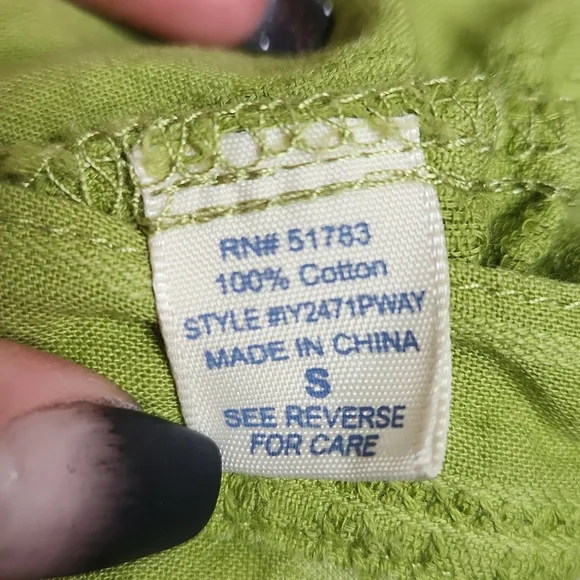 RN# 51783
100% Cotton
STYLE #IY2471PWAY
MADE IN CHINA
S
SEE REVERSE
FOR CARE